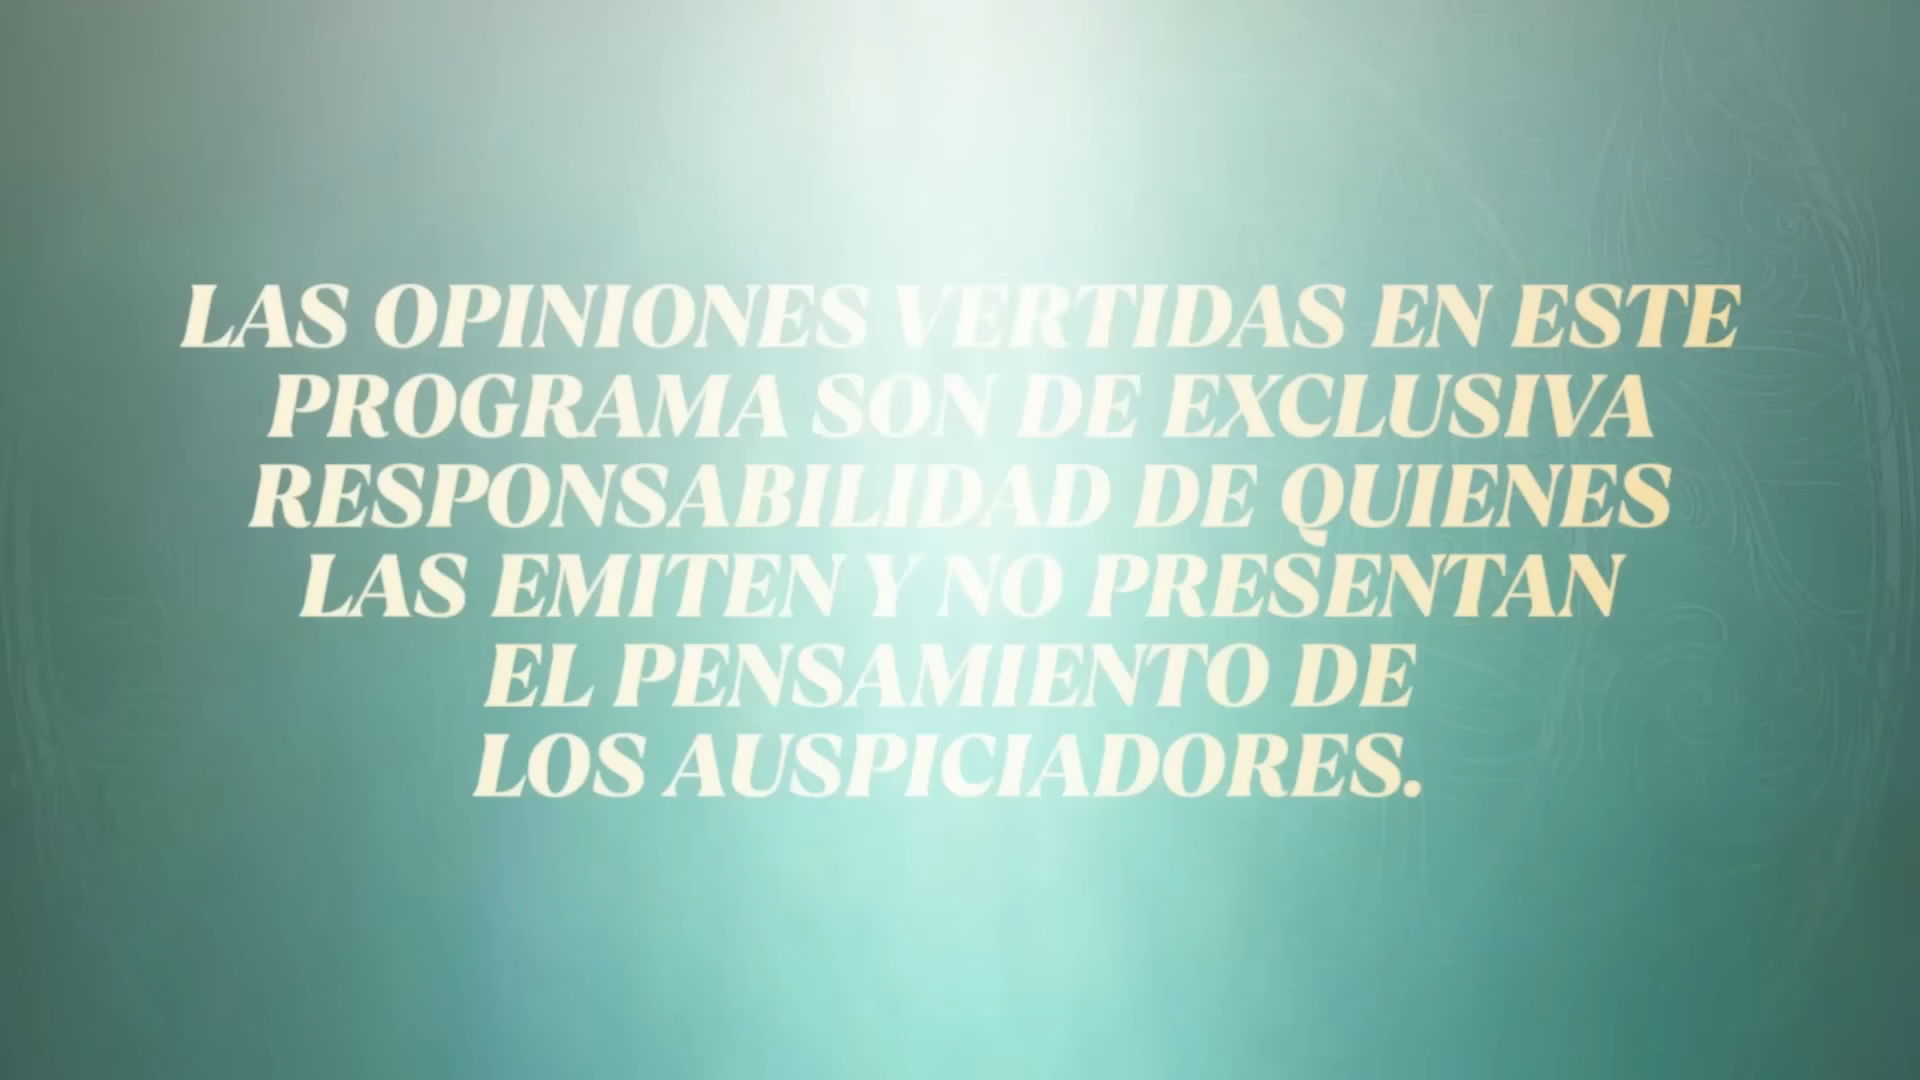 LAS OPINIONES VERTIDAS EN ESTE
PROGRAMA SON DE EXCLUSIVA
RESPONSABILIDAD DE QUIENES
LAS EMITEN Y NO PRESENTAN
EL PENSAMIENTO DE
LOS AUSPICIADORES.